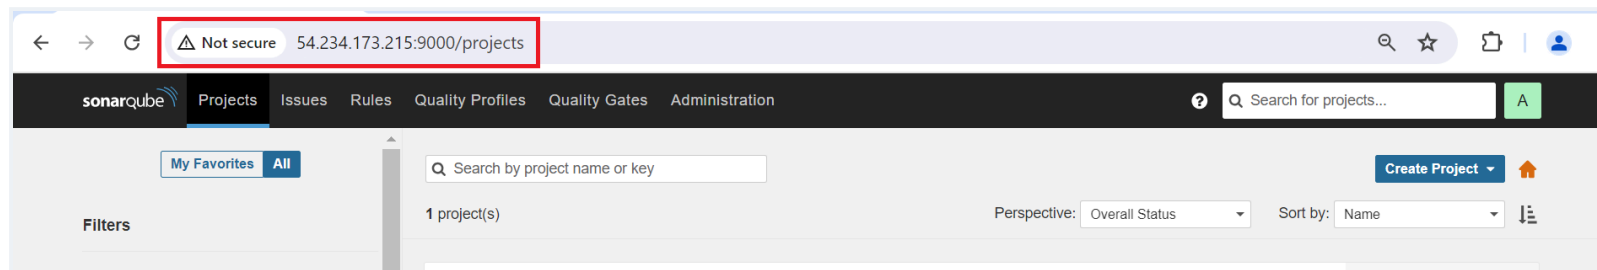 Not secure 54.234.173.215:9000/projects
sonarqube Projects Issues Rules Quality Profiles Quality Gates Administration ? Search for projects... A
My Favorites All Search by project name or key Create Project
1 project(s) Perspective: Overall Status Sort by: Name
Filters